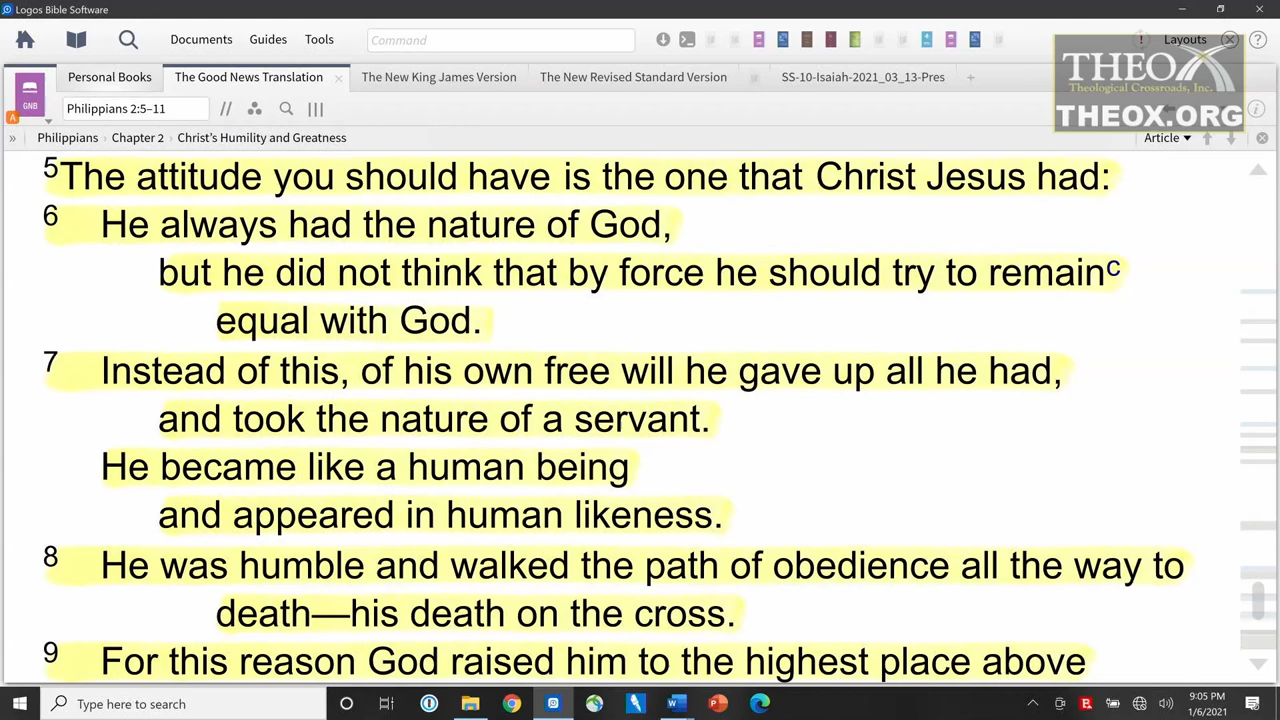 Logos Bible Software
Documents Guides Tools Command Layouts
THEOX
Theological Crossroads, Inc.
THEOX.ORG
Personal Books The Good News Translation The New King James Version The New Revised Standard Version SS-10-Isaiah-2021_03_13-Pres
GNB
A
Philippians 2:5–11
» Philippians › Chapter 2 › Christ's Humility and Greatness Article
5 The attitude you should have is the one that Christ Jesus had:
6 He always had the nature of God,
but he did not think that by force he should try to remain c
equal with God.
7 Instead of this, of his own free will he gave up all he had,
and took the nature of a servant.
He became like a human being
and appeared in human likeness.
8 He was humble and walked the path of obedience all the way to
death—his death on the cross.
9 For this reason God raised him to the highest place above
Type here to search
9:05 PM
1/6/2021